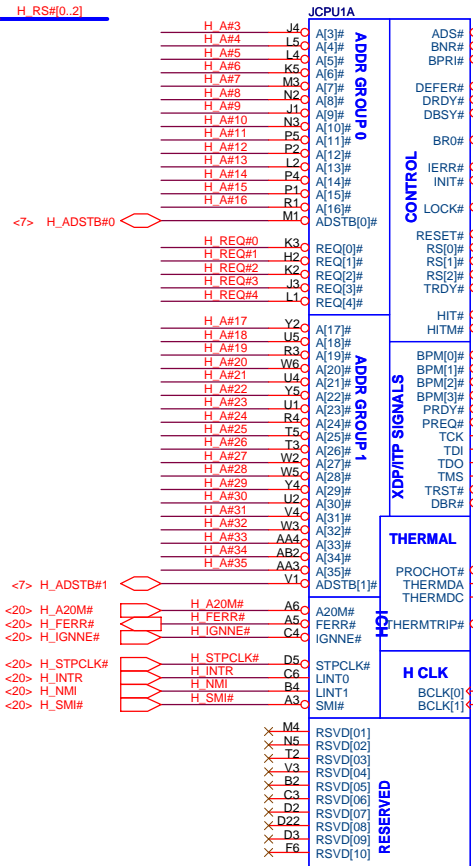 H_RS#[0..2]
JCPU1A
H_A#3 J4 A[3]# ADS#
H_A#4 L5 A[4]# BNR#
H_A#5 L4 A[5]# BPRI#
H_A#6 K5 A[6]#
H_A#7 M3 A[7]# DEFER#
H_A#8 N2 A[8]# DRDY#
H_A#9 J1 A[9]# DBSY#
H_A#10 N3 A[10]#
H_A#11 P5 A[11]# BR0#
H_A#12 P2 A[12]#
H_A#13 L2 A[13]# IERR#
H_A#14 P4 A[14]# INIT#
H_A#15 P1 A[15]#
H_A#16 R1 A[16]# LOCK#
<7> H_ADSTB#0 M1 ADSTB[0]#
ADDR GROUP 0
CONTROL
RESET#
H_REQ#0 K3 REQ[0]# RS[0]#
H_REQ#1 H2 REQ[1]# RS[1]#
H_REQ#2 K2 REQ[2]# RS[2]#
H_REQ#3 J3 REQ[3]# TRDY#
H_REQ#4 L1 REQ[4]#
HIT#
HITM#
H_A#17 Y2 A[17]#
H_A#18 U5 A[18]#
H_A#19 R3 A[19]# BPM[0]#
H_A#20 W6 A[20]# BPM[1]#
H_A#21 U4 A[21]# BPM[2]#
H_A#22 Y5 A[22]# BPM[3]#
H_A#23 U1 A[23]# PRDY#
H_A#24 R4 A[24]# PREQ#
H_A#25 T5 A[25]# TCK
H_A#26 T3 A[26]# TDI
H_A#27 W2 A[27]# TDO
H_A#28 W5 A[28]# TMS
H_A#29 Y4 A[29]# TRST#
H_A#30 U2 A[30]# DBR#
H_A#31 V4 A[31]#
H_A#32 W3 A[32]#
H_A#33 AA4 A[33]#
H_A#34 AB2 A[34]#
H_A#35 AA3 A[35]#
<7> H_ADSTB#1 V1 ADSTB[1]#
ADDR GROUP 1
XDP/ITP SIGNALS
THERMAL
PROCHOT#
THERMDA
THERMDC
<20> H_A20M# H_A20M# A6 A20M#
<20> H_FERR# H_FERR# A5 FERR# THERMTRIP#
<20> H_IGNNE# H_IGNNE# C4 IGNNE#
<20> H_STPCLK# H_STPCLK# D5 STPCLK#
<20> H_INTR H_INTR C6 LINT0
<20> H_NMI H_NMI B4 LINT1
<20> H_SMI# H_SMI# A3 SMI#
H CLK
BCLK[0]
BCLK[1]
M4 RSVD[01]
N5 RSVD[02]
T2 RSVD[03]
V3 RSVD[04]
B2 RSVD[05]
C3 RSVD[06]
D2 RSVD[07]
D22 RSVD[08]
D3 RSVD[09]
F6 RSVD[10]
RESERVED